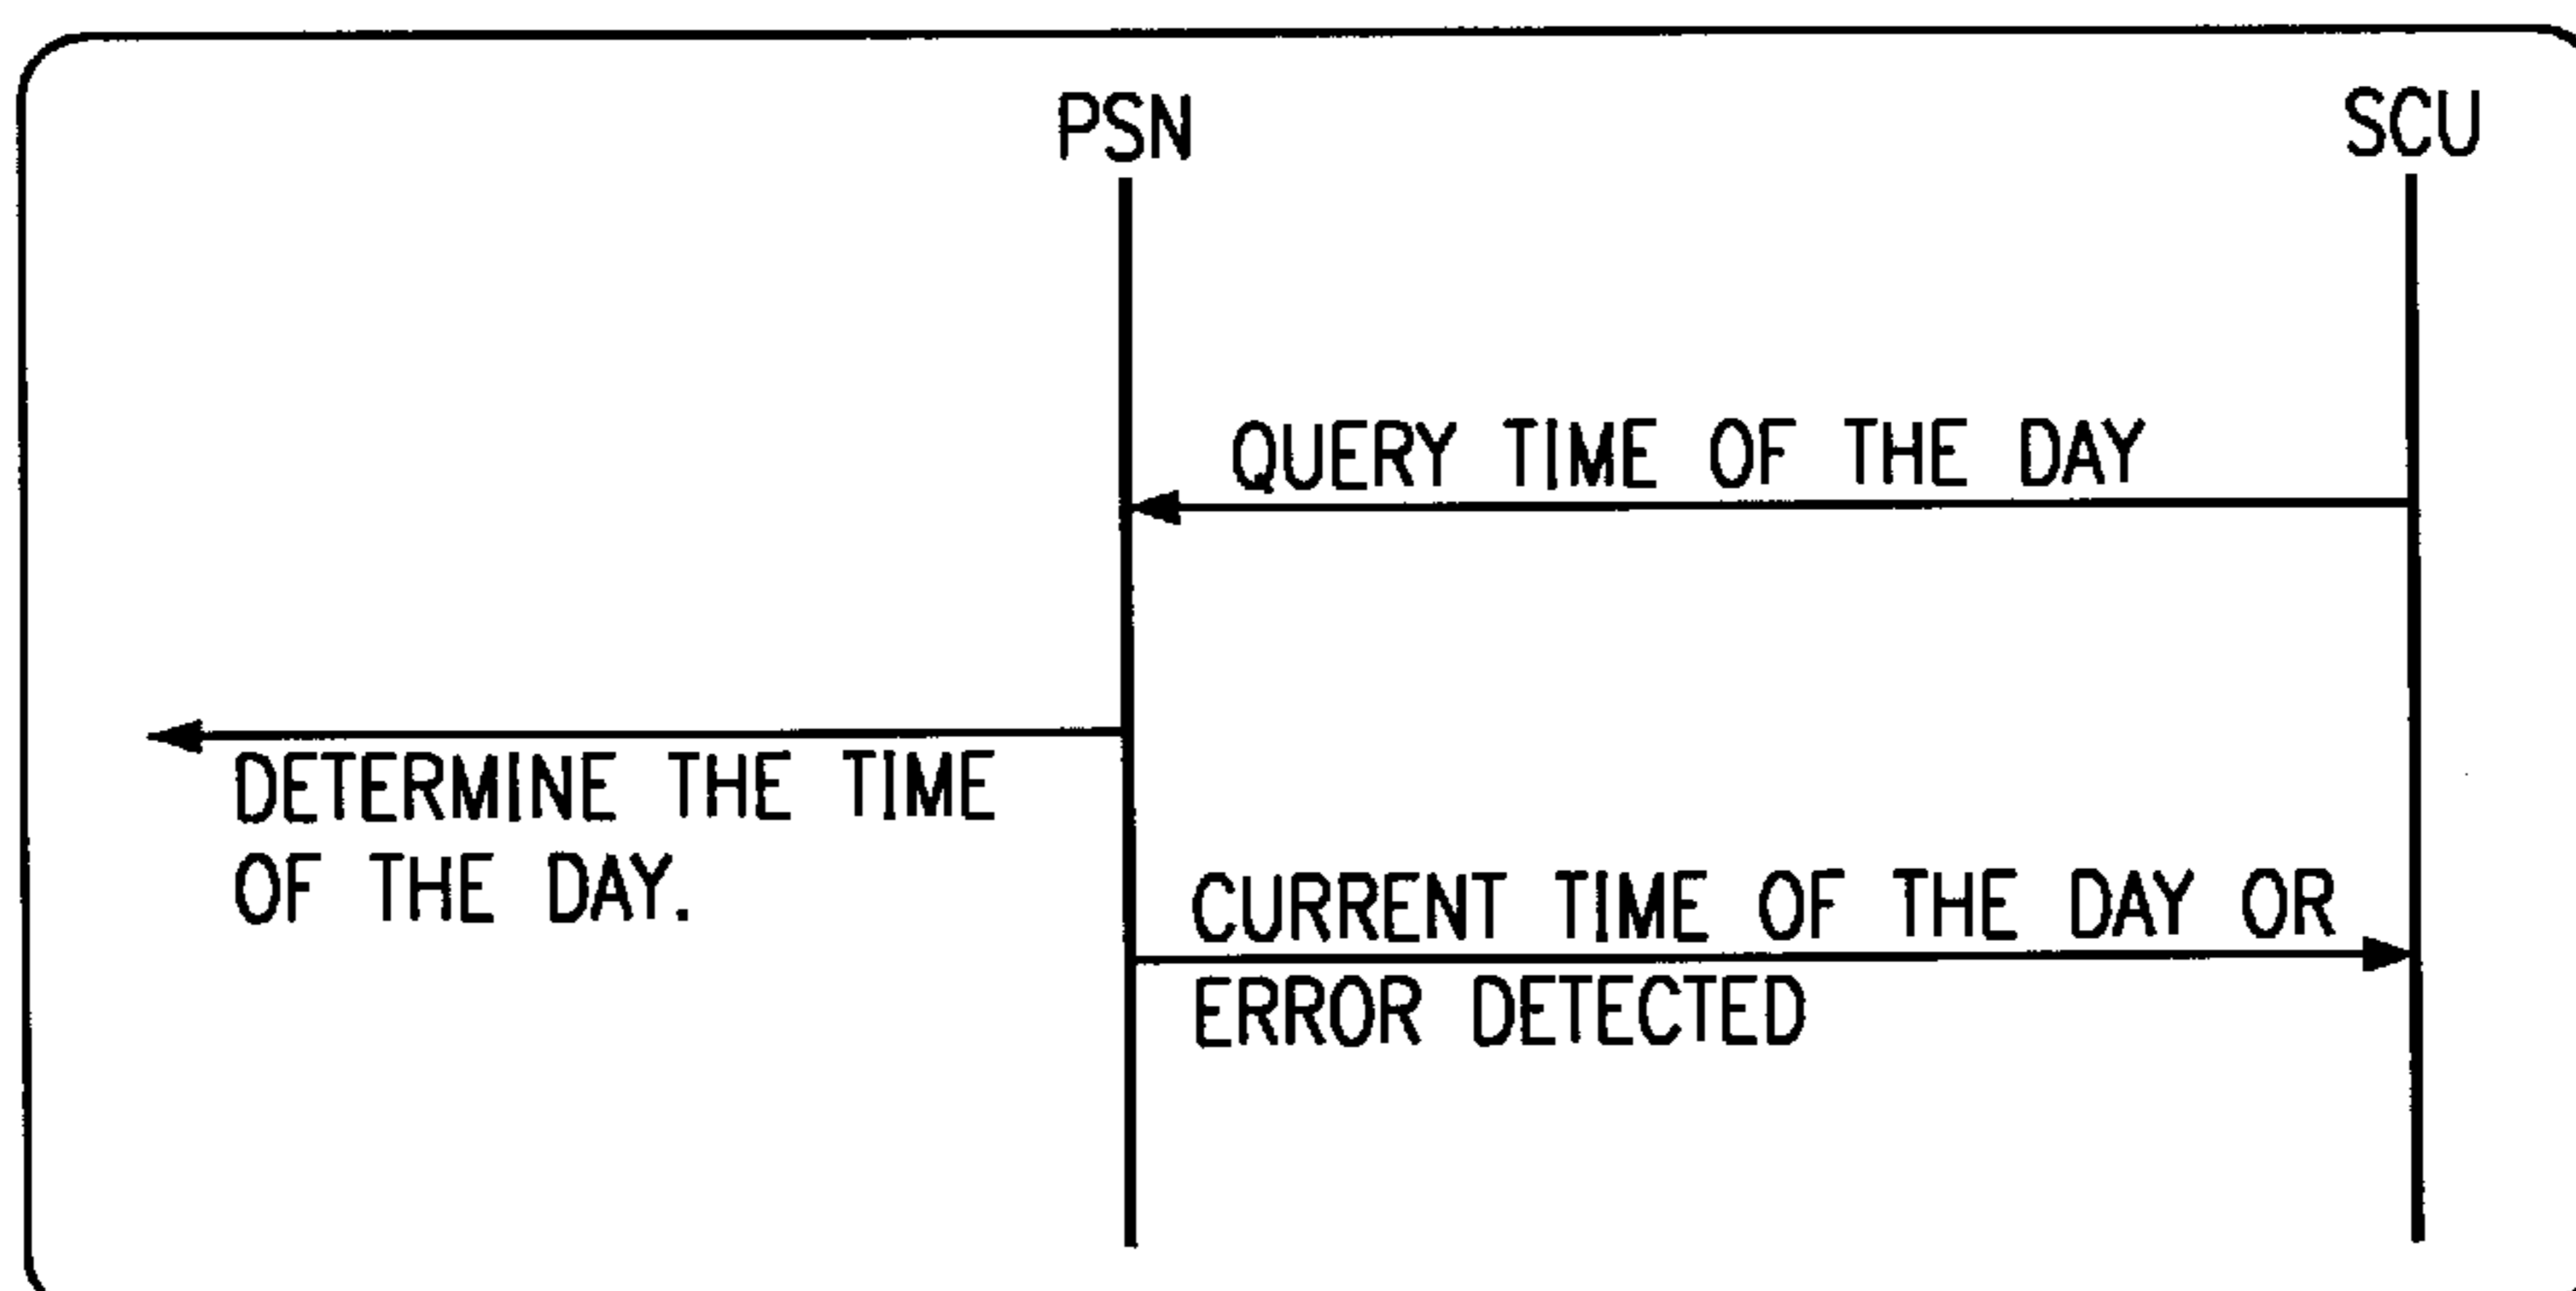 PSN
SCU
QUERY TIME OF THE DAY
DETERMINE THE TIME
OF THE DAY.
CURRENT TIME OF THE DAY OR
ERROR DETECTED